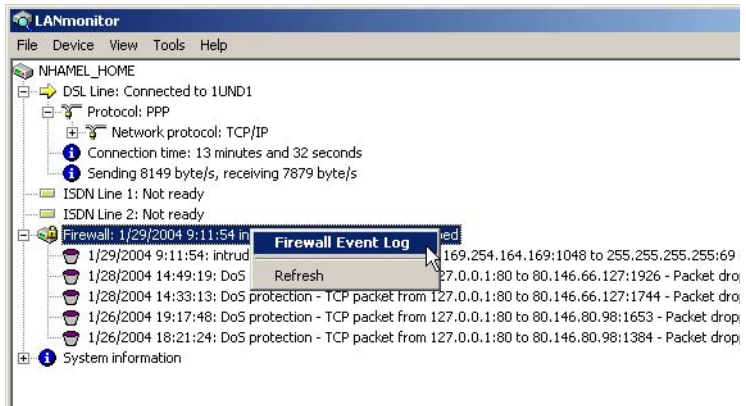 LANmonitor
File Device View Tools Help
NHAMEL_HOME
DSL Line: Connected to 1UND1
Protocol: PPP
Network protocol: TCP/IP
Connection time: 13 minutes and 32 seconds
Sending 8149 byte/s, receiving 7879 byte/s
ISDN Line 1: Not ready
ISDN Line 2: Not ready
Firewall: 1/29/2004 9:11:54 in
Firewall Event Log
Refresh
1/29/2004 9:11:54: intrud 169.254.164.169:1048 to 255.255.255.255:69
1/28/2004 14:49:19: DoS 27.0.0.1:80 to 80.146.66.127:1926 - Packet dro
1/28/2004 14:33:13: DoS protection - TCP packet from 127.0.0.1:80 to 80.146.66.127:1744 - Packet dro
1/26/2004 19:17:48: DoS protection - TCP packet from 127.0.0.1:80 to 80.146.80.98:1653 - Packet drop
1/26/2004 18:21:24: DoS protection - TCP packet from 127.0.0.1:80 to 80.146.80.98:1384 - Packet drop
System information